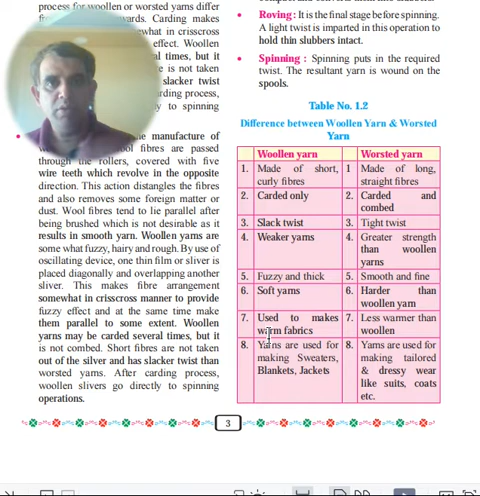 process for woollen or worsted yarns differ
wards. Carding makes
what in crisscross
effect. Woollen
al times, but it
re is not taken
slacker twist
rding process,
y to spinning
the manufacture of
ol fibres are passed
through the rollers, covered with five
wire teeth which revolve in the opposite
direction. This action distangles the fibres
and also removes some foreign matter or
dust. Wool fibres tend to lie parallel after
being brushed which is not desirable as it
results in smooth yarn. Woollen yarns are
some what fuzzy, hairy and rough. By use of
oscillating device, one thin film or sliver is
placed diagonally and overlapping another
sliver. This makes fibre arrangement
somewhat in crisscross manner to provide
fuzzy effect and at the same time make
them parallel to some extent. Woollen
yarns may be carded several times, but it
is not combed. Short fibres are not taken
out of the silver and has slacker twist than
worsted yarns. After carding process,
woollen slivers go directly to spinning
operations.
• Roving : It is the final stage before spinning.
A light twist is imparted in this operation to
hold thin slubbers intact.
• Spinning : Spinning puts in the required
twist. The resultant yarn is wound on the
spools.
Table No. 1.2
Difference between Woollen Yarn & Worsted
Yarn
Woollen yarn Worsted yarn
1. Made of short, 1 Made of long,
curly fibres straight fibres
2. Carded only 2. Carded and
combed
3. Slack twist 3. Tight twist
4. Weaker yarns 4. Greater strength
than woollen
yarns
5. Fuzzy and thick 5. Smooth and fine
6. Soft yarns 6. Harder than
woollen yarn
7. Used to makes 7. Less warmer than
warm fabrics woollen
8. Yarns are used for 8. Yarns are used for
making Sweaters, making tailored
Blankets, Jackets & dressy wear
like suits, coats
etc.
3